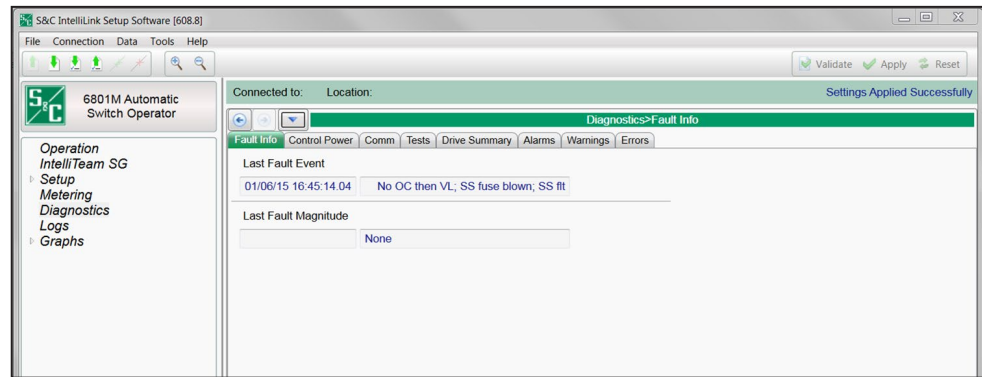 S&C IntelliLink Setup Software [608.8]
File Connection Data Tools Help
Validate Apply Reset
S&C
6801M Automatic
Switch Operator
Connected to: Location: Settings Applied Successfully
Diagnostics>Fault Info
Fault Info Control Power Comm Tests Drive Summary Alarms Warnings Errors
Operation
IntelliTeam SG
Setup
Metering
Diagnostics
Logs
Graphs
Last Fault Event
01/06/15 16:45:14.04 No OC then VL; SS fuse blown; SS flt
Last Fault Magnitude
None